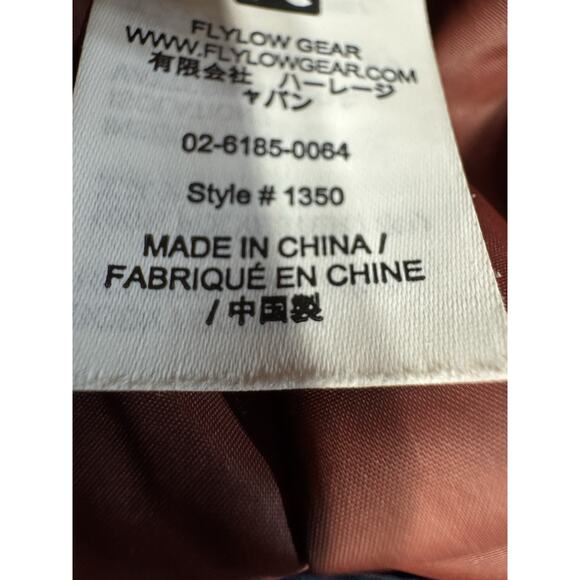 FLYLOW GEAR
WWW.FLYLOWGEAR.COM
有限会社 ハーレージ
ャパン
02-6185-0064
Style # 1350
MADE IN CHINA /
FABRIQUÉ EN CHINE
/ 中国製